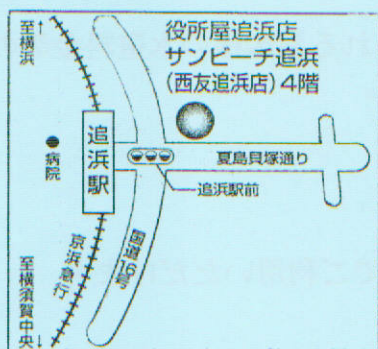 役所屋追浜店
サンビーチ追浜
(西友追浜店)4階
至横浜↑
追浜駅
病院
夏島貝塚通り
追浜駅前
国道16号
京浜急行
至横須賀中央↓